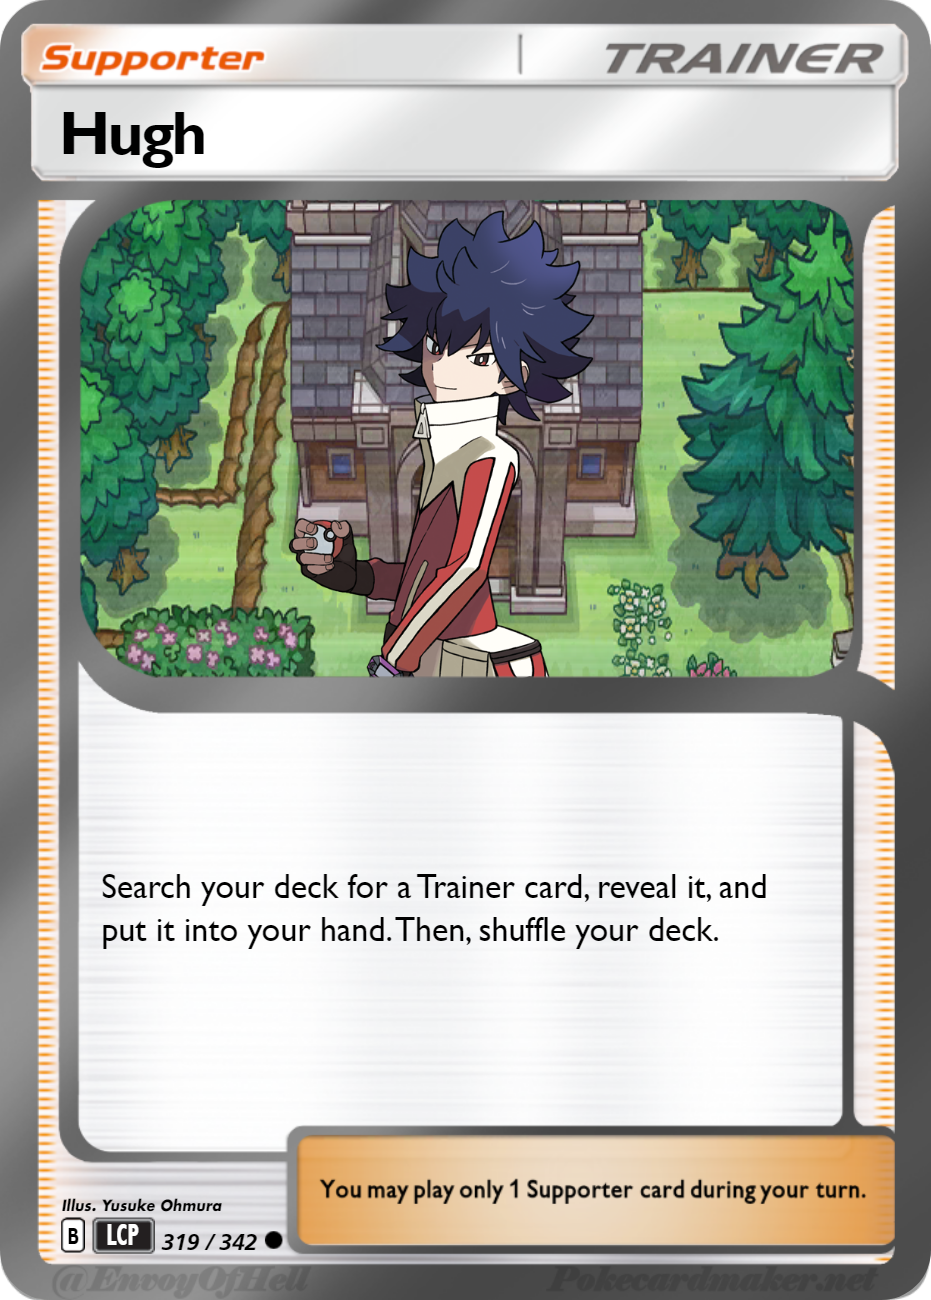 Supporter | TRAINER
Hugh
Search your deck for a Trainer card, reveal it, and
put it into your hand. Then, shuffle your deck.
You may play only 1 Supporter card during your turn.
Illus. Yusuke Ohmura
B LCP 319 / 342 ●
@EnvoyOfHell Pokecardmaker.net